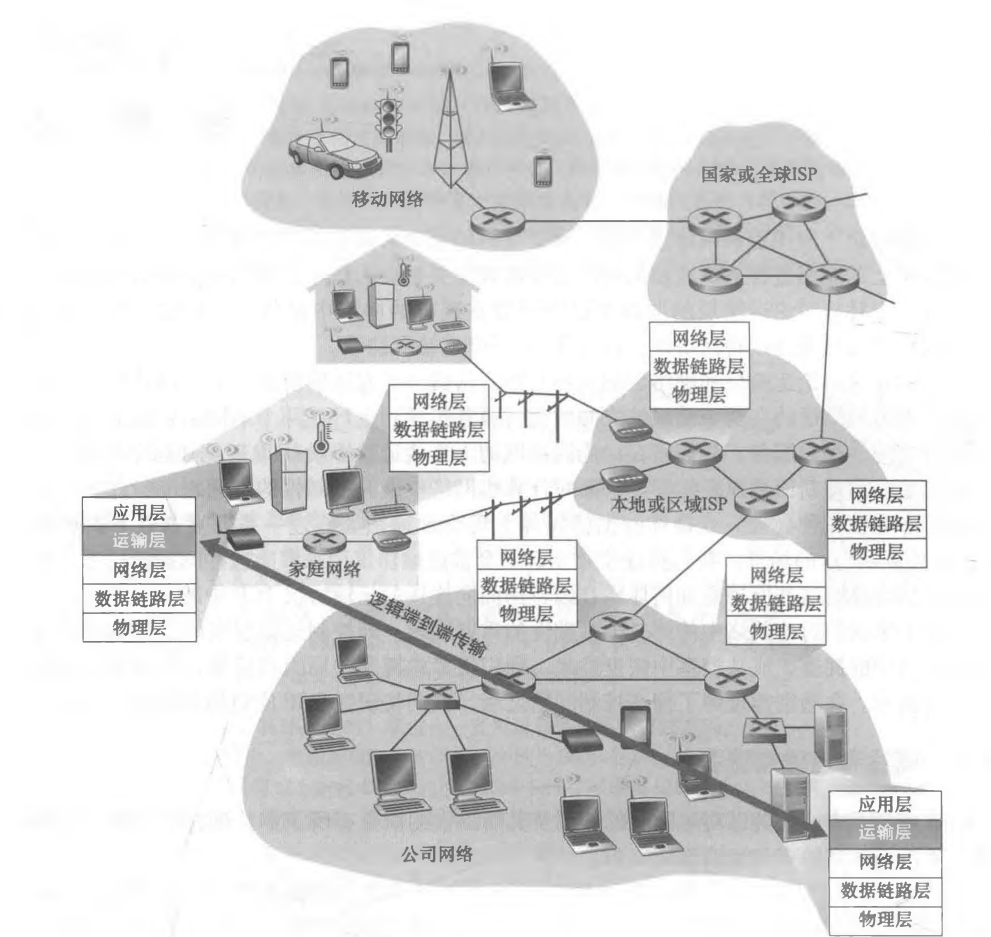 移动网络
国家或全球ISP
网络层
数据链路层
物理层
网络层
数据链路层
物理层
本地或区域ISP
网络层
数据链路层
物理层
应用层
运输层
网络层
数据链路层
物理层
家庭网络
网络层
数据链路层
物理层
网络层
数据链路层
物理层
逻辑端到端传输
公司网络
应用层
运输层
网络层
数据链路层
物理层